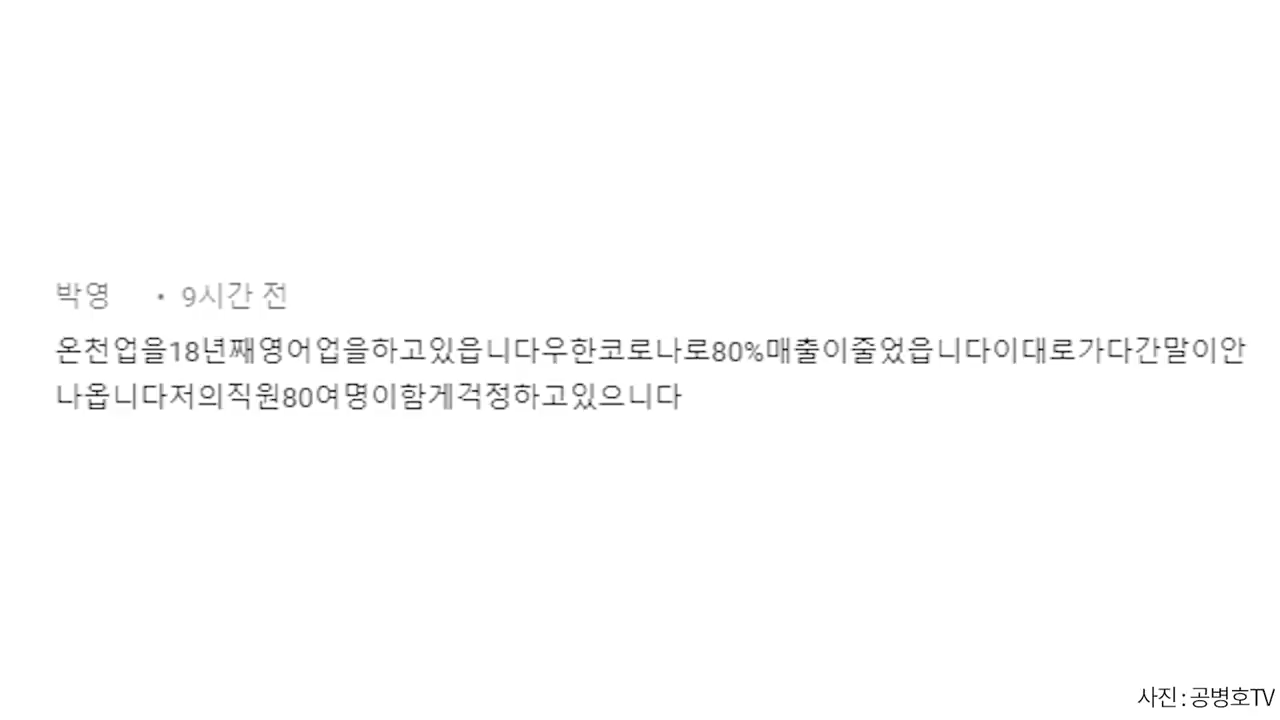 박영 • 9시간 전
온천업을18년째영어업을하고있읍니다우한코로나로80%매출이줄었읍니다이대로가다간말이안
나옵니다저의직원80여명이함게걱정하고있으니다
사진 : 공병호TV